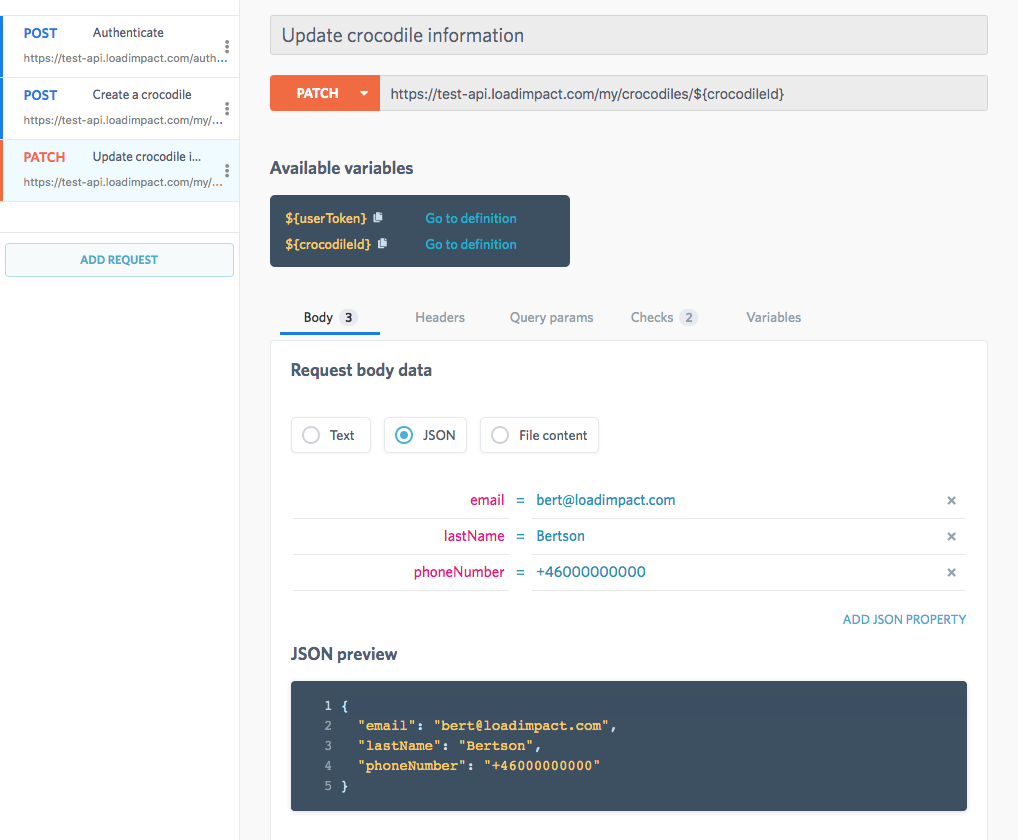 POST Authenticate
https://test-api.loadimpact.com/auth...
POST Create a crocodile
https://test-api.loadimpact.com/my/...
PATCH Update crocodile i...
https://test-api.loadimpact.com/my/...
ADD REQUEST
Update crocodile information
PATCH https://test-api.loadimpact.com/my/crocodiles/${crocodileId}
Available variables
${userToken} Go to definition
${crocodileId} Go to definition
Body 3 Headers Query params Checks 2 Variables
Request body data
Text JSON File content
email = bert@loadimpact.com ×
lastName = Bertson ×
phoneNumber = +46000000000 ×
ADD JSON PROPERTY
JSON preview
1 {
2 "email": "bert@loadimpact.com",
3 "lastName": "Bertson",
4 "phoneNumber": "+46000000000"
5 }